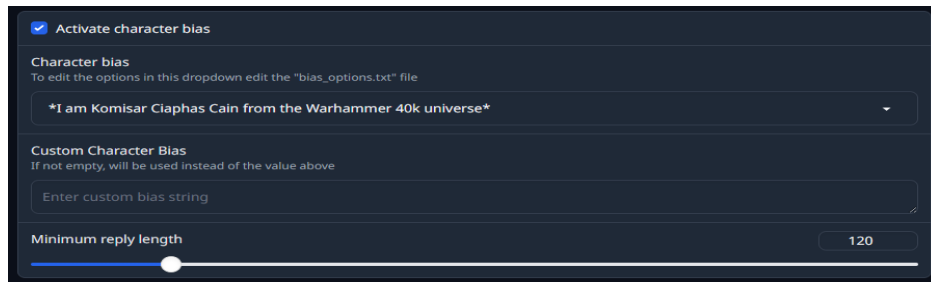 Activate character bias
Character bias
To edit the options in this dropdown edit the "bias_options.txt" file
*I am Komisar Ciaphas Cain from the Warhammer 40k universe*
Custom Character Bias
If not empty, will be used instead of the value above
Enter custom bias string
Minimum reply length
120